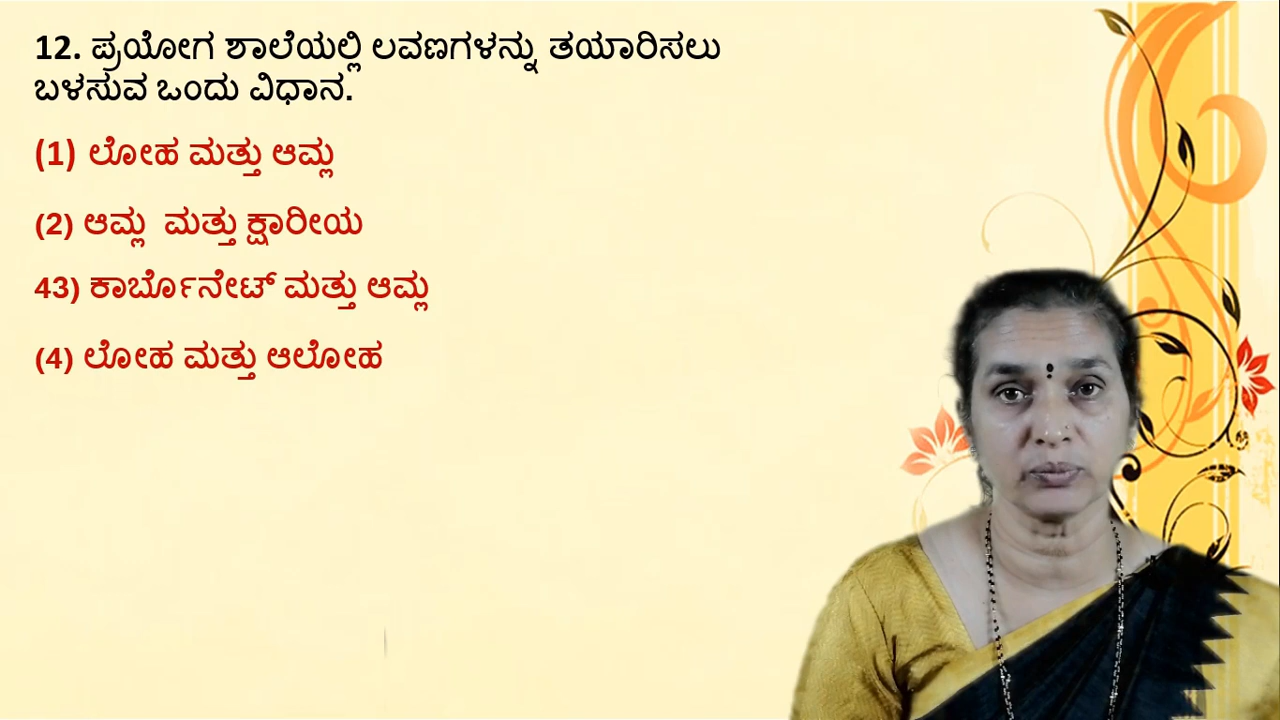 12. ಪ್ರಯೋಗ ಶಾಲೆಯಲ್ಲಿ ಲವಣಗಳನ್ನು ತಯಾರಿಸಲು
ಬಳಸುವ ಒಂದು ವಿಧಾನ.
(1) ಲೋಹ ಮತ್ತು ಆಮ್ಲ
(2) ಆಮ್ಲ ಮತ್ತು ಕ್ಷಾರೀಯ
43) ಕಾರ್ಬೊನೇಟ್ ಮತ್ತು ಆಮ್ಲ
(4) ಲೋಹ ಮತ್ತು ಆಲೋಹ